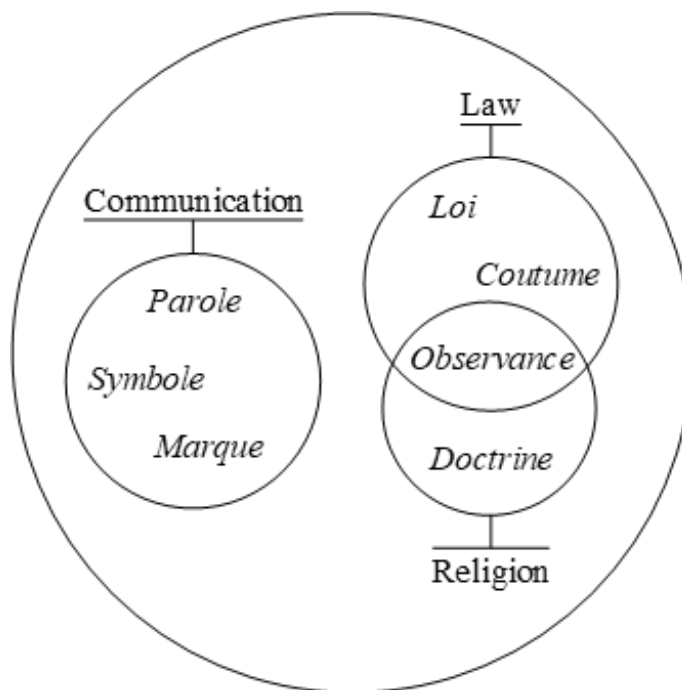 Law
Communication
Loi
Coutume
Parole
Observance
Symbole
Marque
Doctrine
Religion